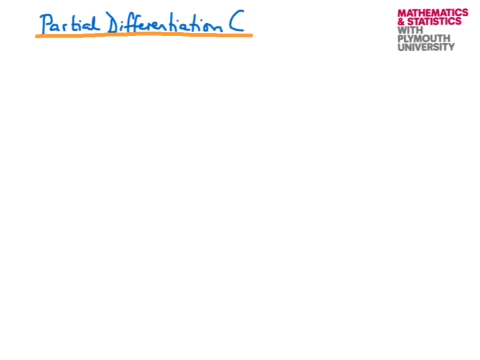 Partial Differentiation C
MATHEMATICS
& STATISTICS
WITH
PLYMOUTH
UNIVERSITY